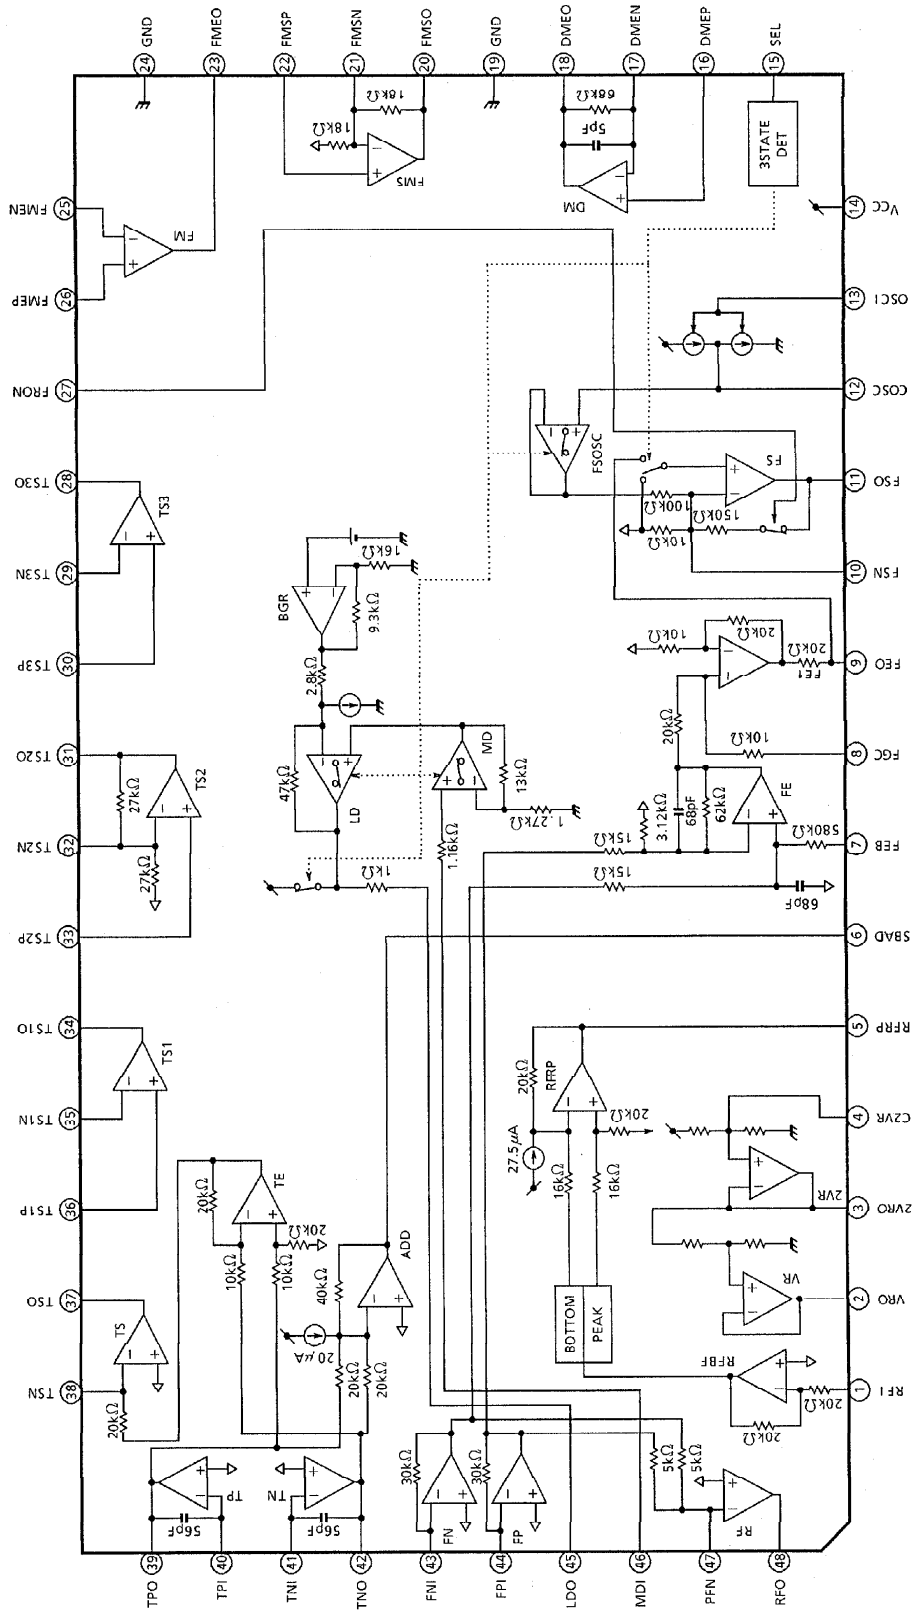 GND 24
FMEO 23
FMSP 22
FMSN 21
FMSO 20
GND 19
DMEO 18
DMEN 17
DMEP 16
SEL 15
18kΩ
18kΩ
FMS
68kΩ
5pF
DM
3STATE
DET
FMEN 25
FM
FMEP 26
FRON 27
TS3O 28
TS3
TS3N 29
TS3P 30
TS2O 31
27kΩ
TS2
TS2N 32
27kΩ
TS2P 33
TS1O 34
TS1
TS1N 35
TS1P 36
TSO 37
TS
TSN 38
20kΩ
14 VCC
13 OSCI
12 COSC
11 FSO
10 FSN
9 FEO
8 FGC
7 FEB
6 SBAD
5 RFRP
4 C2VR
3 2VRO
2 VRO
1 RFI
FSOSC
FS
100kΩ
10kΩ
150kΩ
BGR
16kΩ
9.3kΩ
2.8kΩ
47kΩ
LD
MD
13kΩ
1.27kΩ
1.16kΩ
1kΩ
10kΩ
20kΩ
20kΩ
FE1
20kΩ
10kΩ
3.12kΩ
68pF
62kΩ
FE
15kΩ
15kΩ
580kΩ
68pF
20kΩ
RFRP
27.5μA
20kΩ
16kΩ
16kΩ
BOTTOM
PEAK
2VR
VR
RFBF
20kΩ
20kΩ
20kΩ
TE
10kΩ
10kΩ
20kΩ
40kΩ
ADD
20μA
20kΩ
20kΩ
TP
56pF
TN
56pF
30kΩ
FN
30kΩ
FP
5kΩ
5kΩ
RF
TPO 39
TPI 40
TNI 41
TNO 42
FNI 43
FPI 44
LDO 45
MDI 46
PFN 47
RFO 48